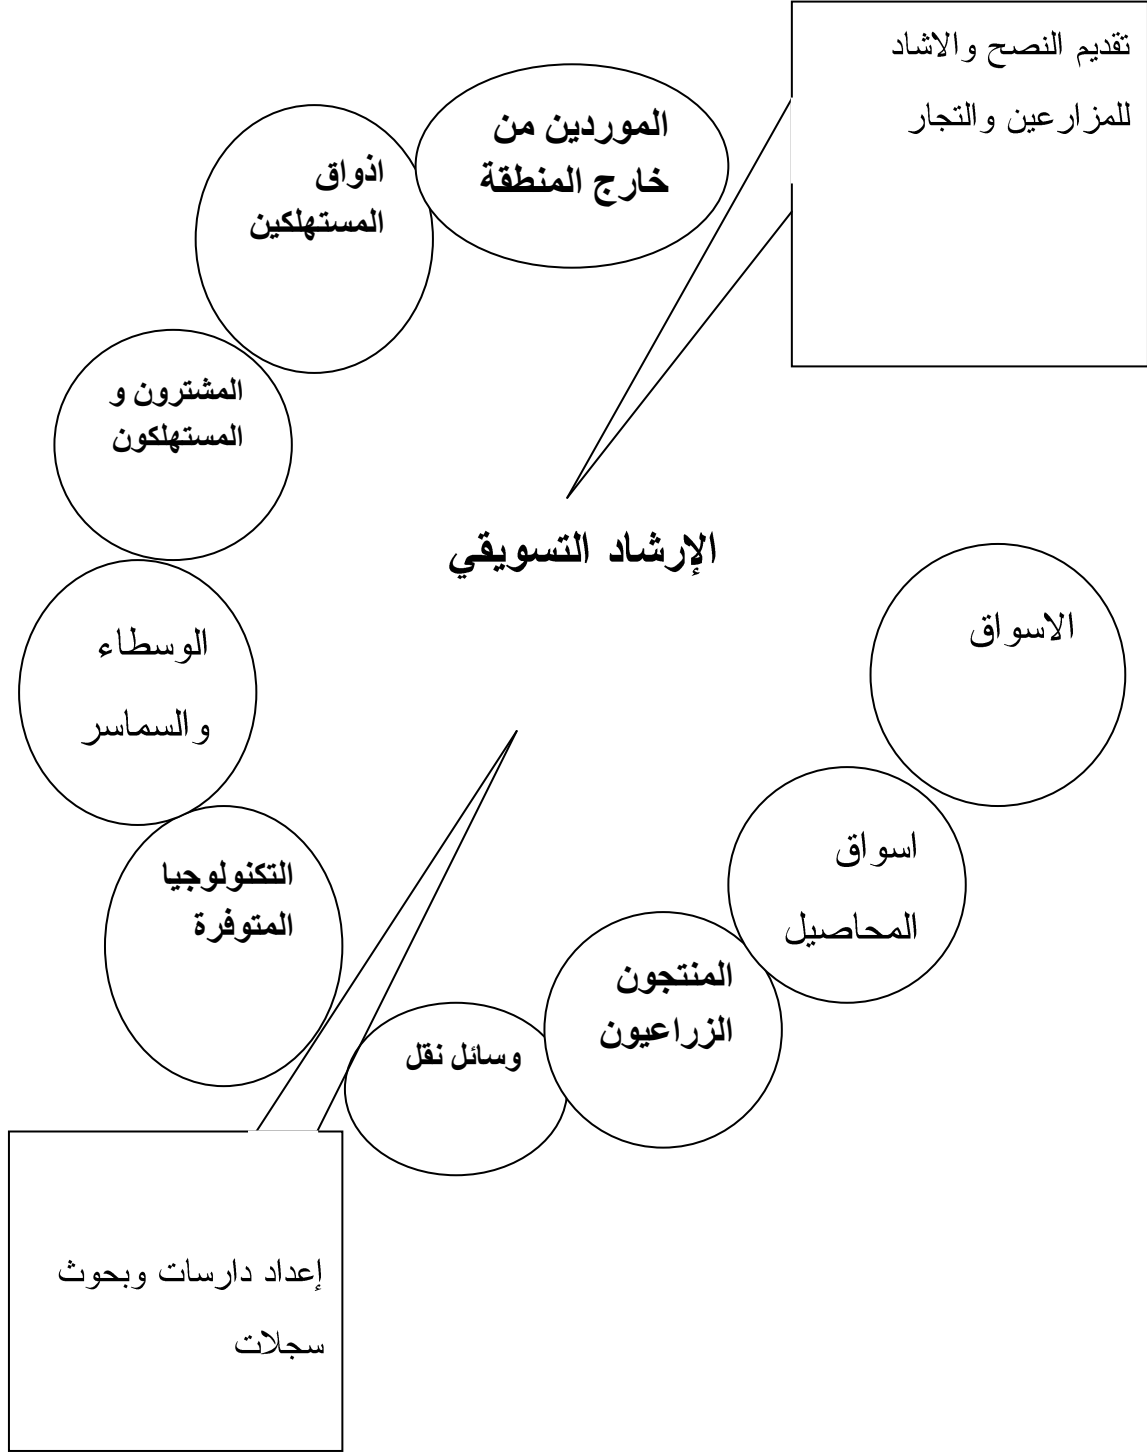 تقديم النصح والاشاد
للمزارعين والتجار
الموردين من
خارج المنطقة
اذواق
المستهلكين
المشترون و
المستهلكون
الإرشاد التسويقي
الاسواق
الوسطاء
والسماسر
اسواق
المحاصيل
التكنولوجيا
المتوفرة
المنتجون
الزراعيون
وسائل نقل
إعداد دارسات وبحوث
سجلات